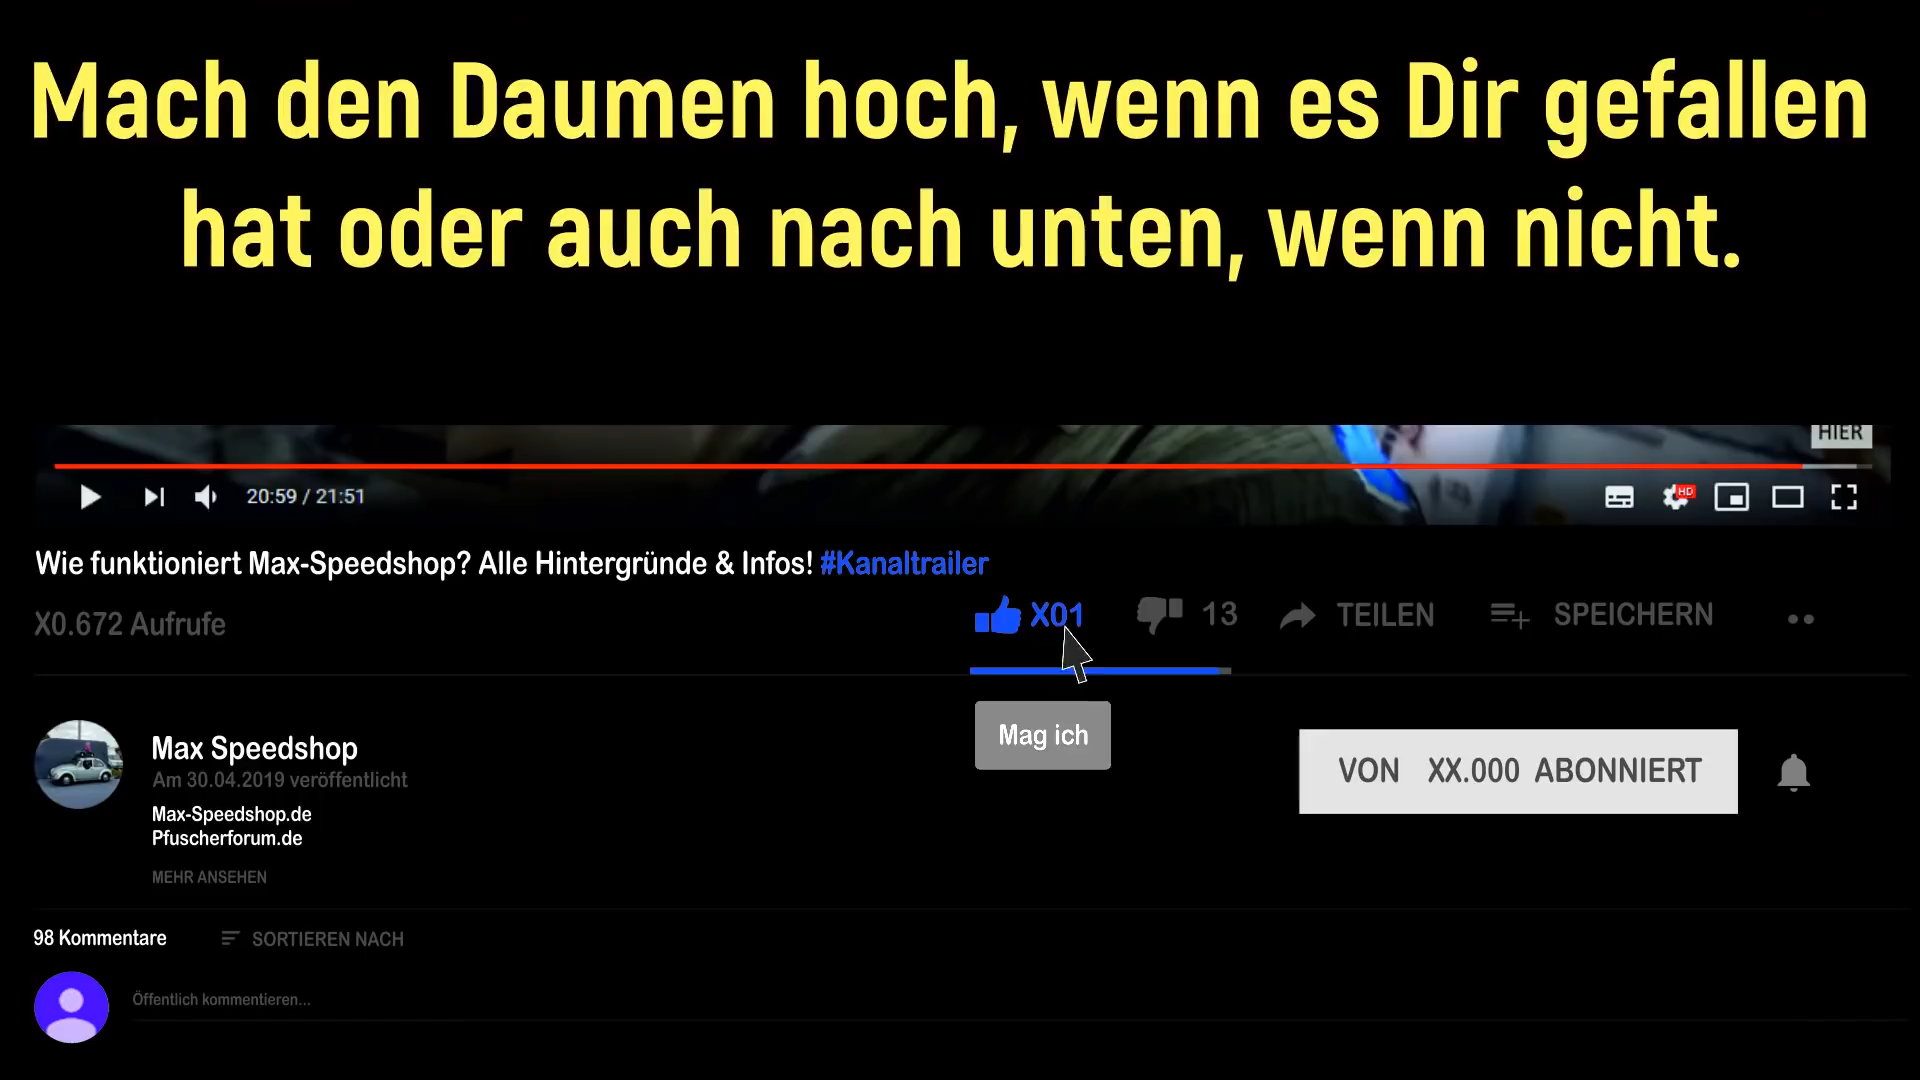 Mach den Daumen hoch, wenn es Dir gefallen
hat oder auch nach unten, wenn nicht.
HIER
20:59 / 21:51
HD
Wie funktioniert Max-Speedshop? Alle Hintergründe & Infos! #Kanaltrailer
X0.672 Aufrufe
X01
13
TEILEN
SPEICHERN
Mag ich
Max Speedshop
Am 30.04.2019 veröffentlicht
Max-Speedshop.de
Pfuscherforum.de
MEHR ANSEHEN
VON XX.000 ABONNIERT
98 Kommentare
SORTIEREN NACH
Öffentlich kommentieren...